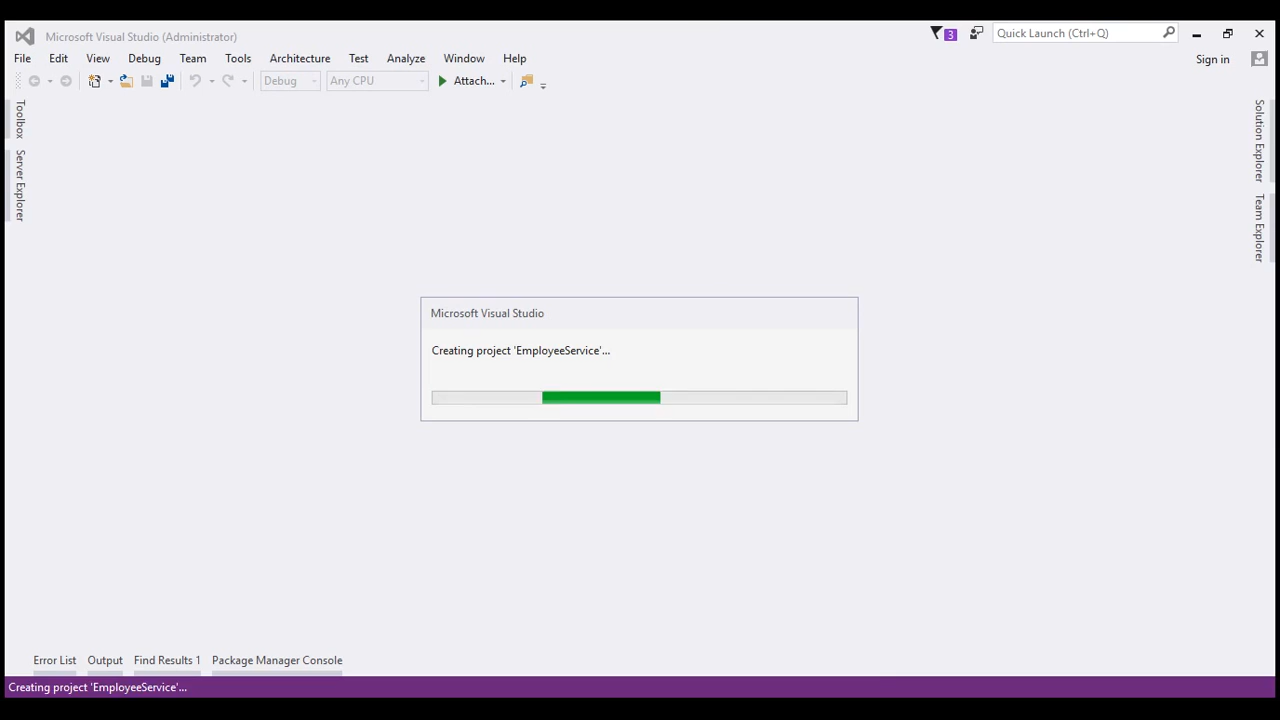 Microsoft Visual Studio (Administrator)
3
Quick Launch (Ctrl+Q)
File Edit View Debug Team Tools Architecture Test Analyze Window Help
Sign in
Debug Any CPU Attach...
Toolbox
Server Explorer
Solution Explorer
Team Explorer
Microsoft Visual Studio
Creating project 'EmployeeService'...
Error List Output Find Results 1 Package Manager Console
Creating project 'EmployeeService'...